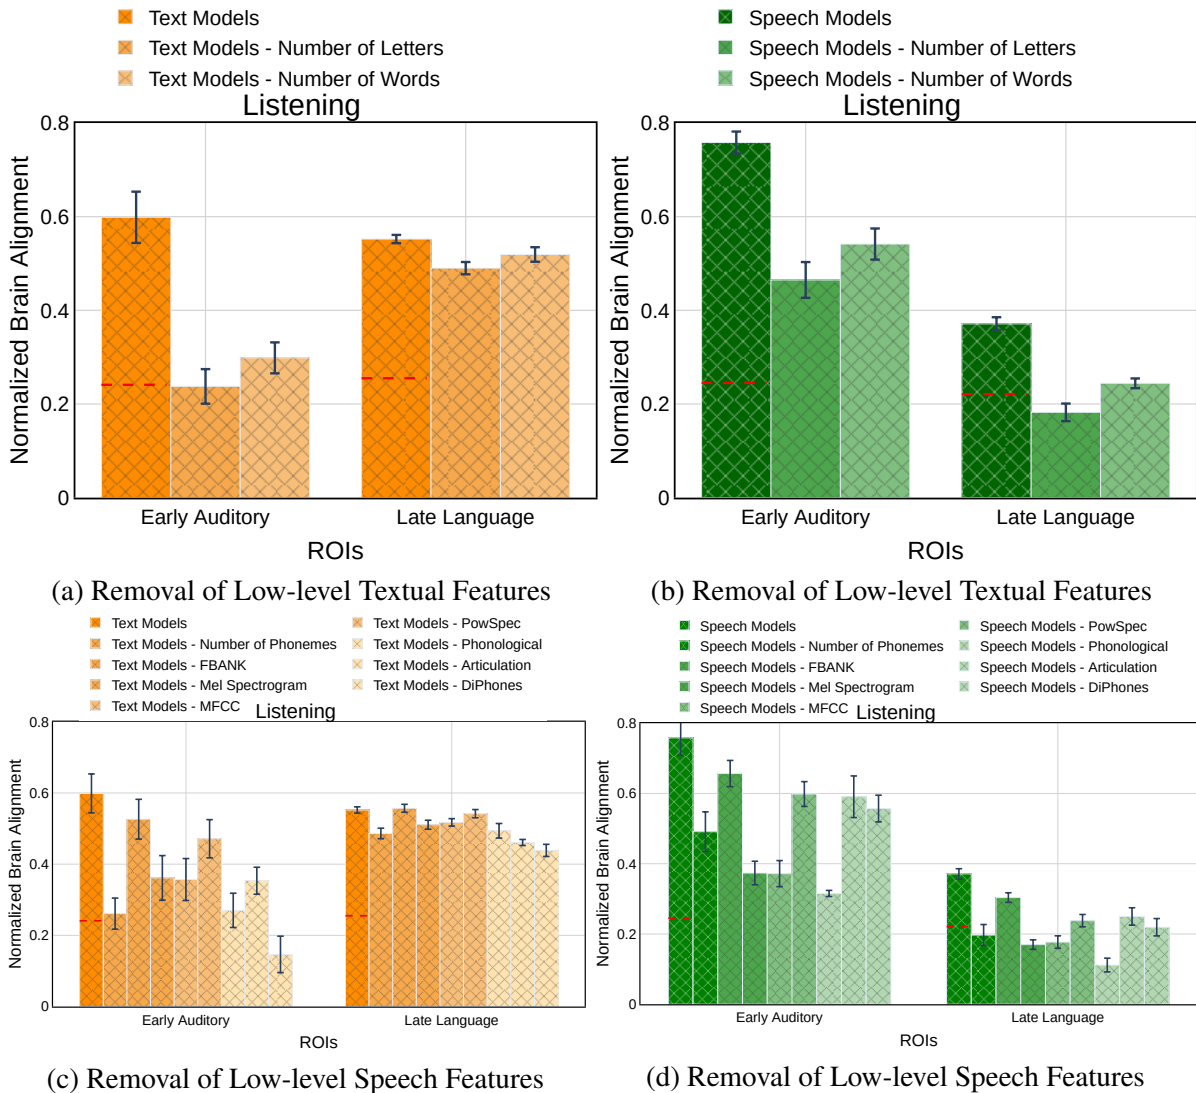 Text Models
Text Models - Number of Letters
Text Models - Number of Words
Listening
Normalized Brain Alignment
0.8
0.6
0.4
0.2
0
Early Auditory
Late Language
ROIs
(a) Removal of Low-level Textual Features
Speech Models
Speech Models - Number of Letters
Speech Models - Number of Words
Listening
Normalized Brain Alignment
0.8
0.6
0.4
0.2
0
Early Auditory
Late Language
ROIs
(b) Removal of Low-level Textual Features
Text Models
Text Models - Number of Phonemes
Text Models - FBANK
Text Models - Mel Spectrogram
Text Models - MFCC
Text Models - PowSpec
Text Models - Phonological
Text Models - Articulation
Text Models - DiPhones
Listening
Normalized Brain Alignment
0.8
0.6
0.4
0.2
0
Early Auditory
Late Language
ROIs
(c) Removal of Low-level Speech Features
Speech Models
Speech Models - Number of Phonemes
Speech Models - FBANK
Speech Models - Mel Spectrogram
Speech Models - MFCC
Speech Models - PowSpec
Speech Models - Phonological
Speech Models - Articulation
Speech Models - DiPhones
Listening
Normalized Brain Alignment
0.8
0.6
0.4
0.2
0
Early Auditory
Late Language
ROIs
(d) Removal of Low-level Speech Features